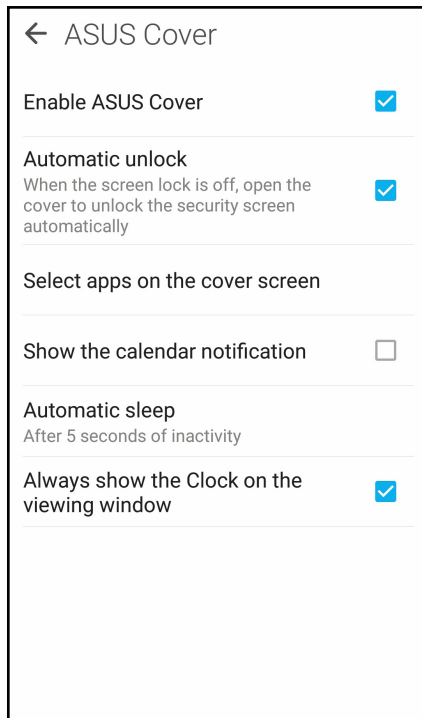 ASUS Cover
Enable ASUS Cover
Automatic unlock
When the screen lock is off, open the
cover to unlock the security screen
automatically
Select apps on the cover screen
Show the calendar notification
Automatic sleep
After 5 seconds of inactivity
Always show the Clock on the
viewing window